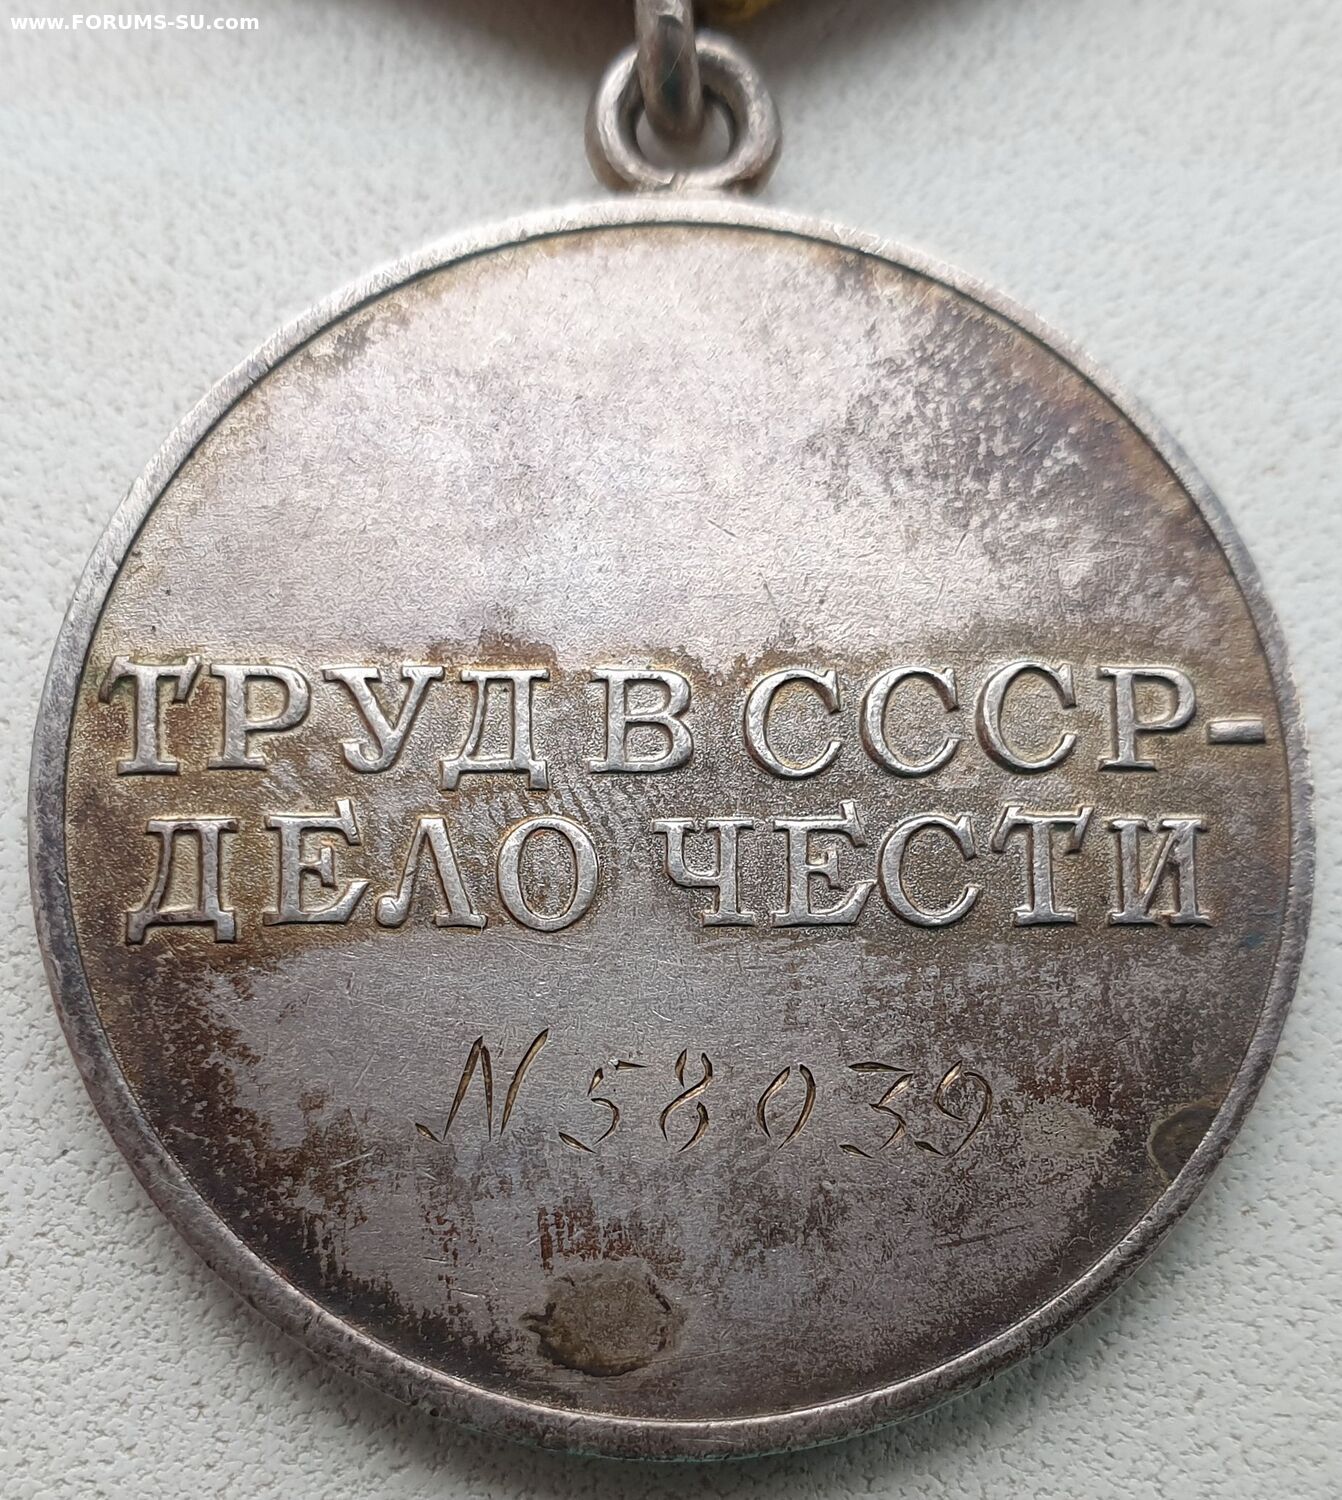 www.FORUMS-SU.com
ТРУД В СССР-
ДЕЛО ЧЕСТИ
N 58039